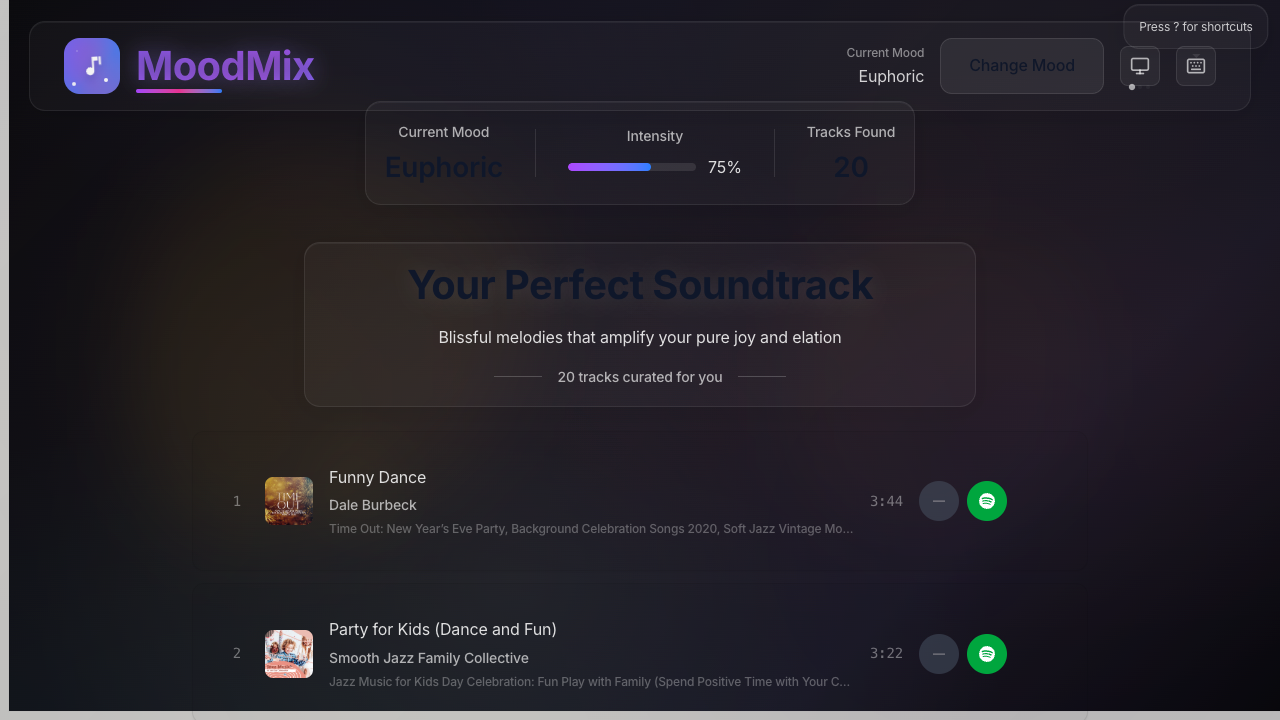 Press ? for shortcuts
MoodMix
Current Mood
Euphoric
Change Mood
Current Mood
Euphoric
Intensity
75%
Tracks Found
20
Your Perfect Soundtrack
Blissful melodies that amplify your pure joy and elation
20 tracks curated for you
1
Funny Dance
Dale Burbeck
Time Out: New Year’s Eve Party, Background Celebration Songs 2020, Soft Jazz Vintage Mo…
3:44
2
Party for Kids (Dance and Fun)
Smooth Jazz Family Collective
Jazz Music for Kids Day Celebration: Fun Play with Family (Spend Positive Time with Your C…
3:22